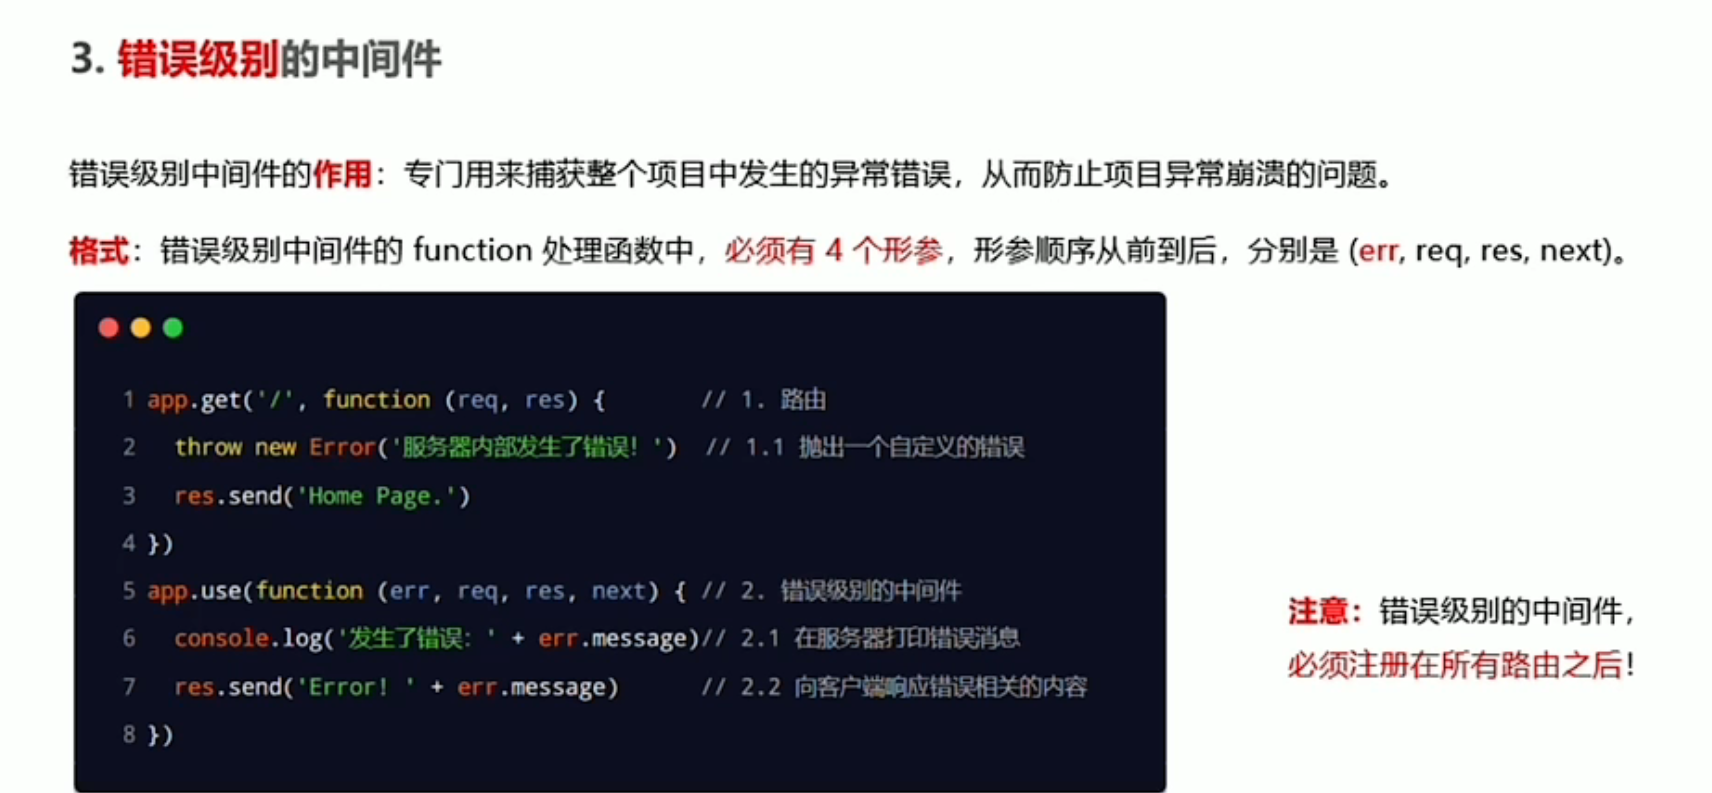 3. 错误级别的中间件
错误级别中间件的作用：专门用来捕获整个项目中发生的异常错误，从而防止项目异常崩溃的问题。
格式：错误级别中间件的 function 处理函数中，必须有 4 个形参，形参顺序从前到后，分别是 (err, req, res, next)。
1 app.get('/', function (req, res) { // 1. 路由
2 throw new Error('服务器内部发生了错误！') // 1.1 抛出一个自定义的错误
3 res.send('Home Page.')
4 })
5 app.use(function (err, req, res, next) { // 2. 错误级别的中间件
6 console.log('发生了错误：' + err.message)// 2.1 在服务器打印错误消息
7 res.send('Error! ' + err.message) // 2.2 向客户端响应错误相关的内容
8 })
注意：错误级别的中间件，
必须注册在所有路由之后！